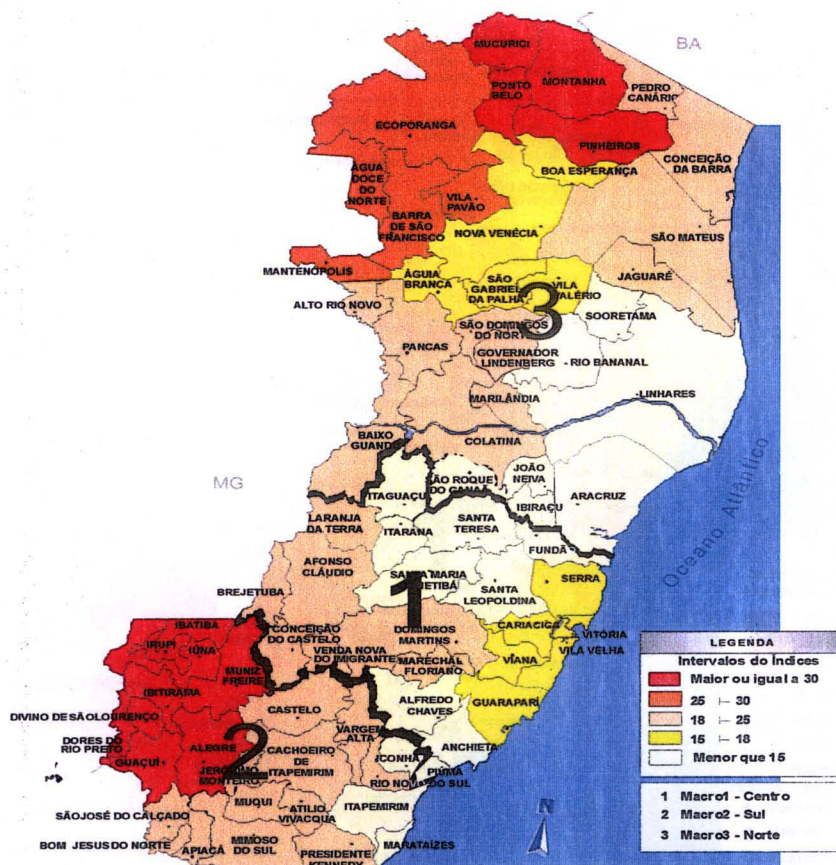 BA
MUCURICI
MONTANHA
PONTO
BELO
PEDRO
CANÁRIO
ECOPORANGA
PINHEIROS
CONCEIÇÃO
DA BARRA
BOA ESPERANÇA
ÁGUA
DOCE
DO
NORTE
VILA
PAVÃO
BARRA
DE SÃO
FRANCISCO
NOVA VENÉCIA
SÃO MATEUS
MANTENÓPOLIS
ÁGUIA
BRANCA
SÃO
GABRIEL
DA PALHA
VILA
VALÉRIO
JAGUARÉ
3
ALTO RIO NOVO
SOORETAMA
SÃO DOMINGOS
DO NORTE
PANCAS
GOVERNADOR
LINDENBERG
RIO BANANAL
LINHARES
MARILÂNDIA
BAIXO
GUANDU
COLATINA
MG
JOÃO
NEIVA
ITAGUAÇU
SÃO ROQUE
DO CANAÃ
ARACRUZ
IBIRAÇU
LARANJA
DA TERRA
ITARANA
SANTA
TERESA
FUNDÃ
Oceano Atlântico
AFONSO
CLÁUDIO
SANTA MARIA
JETIBÁ
SERRA
SANTA
LEOPOLDINA
BREJETUBA
1
IBATIBA
IRUPI
IÚNA
CONCEIÇÃO
DO CASTELO
DOMINGOS
MARTINS
CARIACICA
VITÓRIA
VILA VELHA
VENDA NOVA
DO IMIGRANTE
MARECHAL
FLORIANO
VIANA
MUNIZ
FREIRE
IBITIRAMA
GUARAPARÍ
CASTELO
ALFREDO
CHAVES
DIVINO DE SÃO LOURENÇO
VARGEM
ALTA
DORES DO
RIO PRETO
GUAÇUÍ
ALEGRE
2
CACHOEIRO
DE
ITAPEMIRIM
ANCHIETA
ICONHA
JERÔNIMO
MONTEIRO
RIO NOVO
DO SUL
PIÚMA
MUQUI
ATILIO
VIVACQUA
ITAPEMIRIM
SÃO JOSÉ DO CALÇADO
BOM JESUS DO NORTE
APIACÁ
MIMOSO
DO SUL
PRESIDENTE
KENNEDY
MARATAÍZES
N
LEGENDA
Intervalos do Índices
Maior ou igual a 30
25 ⊢ 30
18 ⊢ 25
15 ⊢ 18
Menor que 15
1 Macro1 - Centro
2 Macro2 - Sul
3 Macro3 - Norte